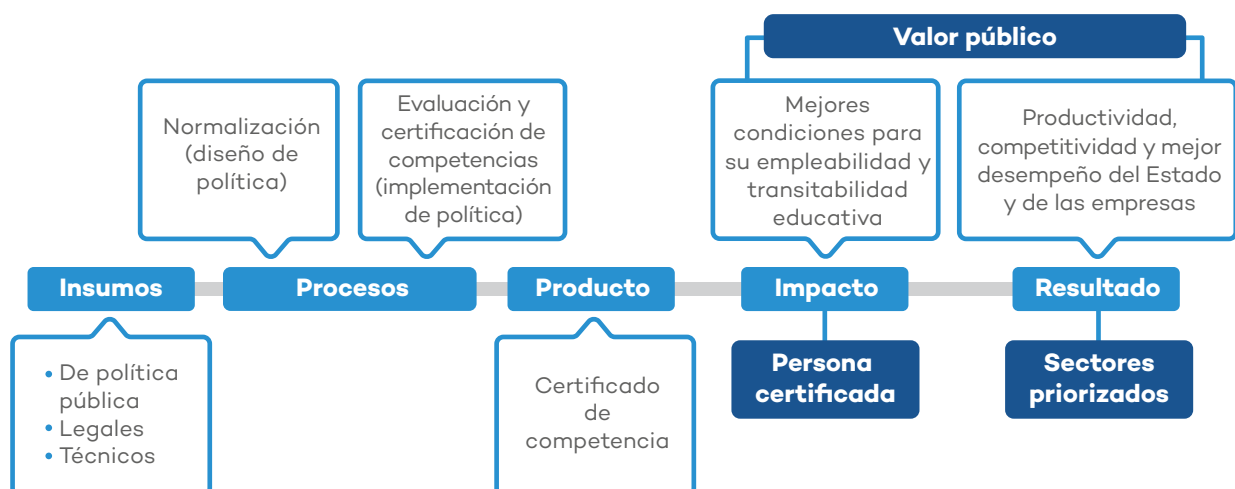 Valor público
Normalización
(diseño de
política)
Evaluación y
certificación de
competencias
(implementación
de política)
Mejores
condiciones para
su empleabilidad y
transitabilidad
educativa
Productividad,
competitividad y mejor
desempeño del Estado
y de las empresas
Insumos
Procesos
Producto
Impacto
Resultado
• De política
pública
• Legales
• Técnicos
Certificado
de
competencia
Persona
certificada
Sectores
priorizados